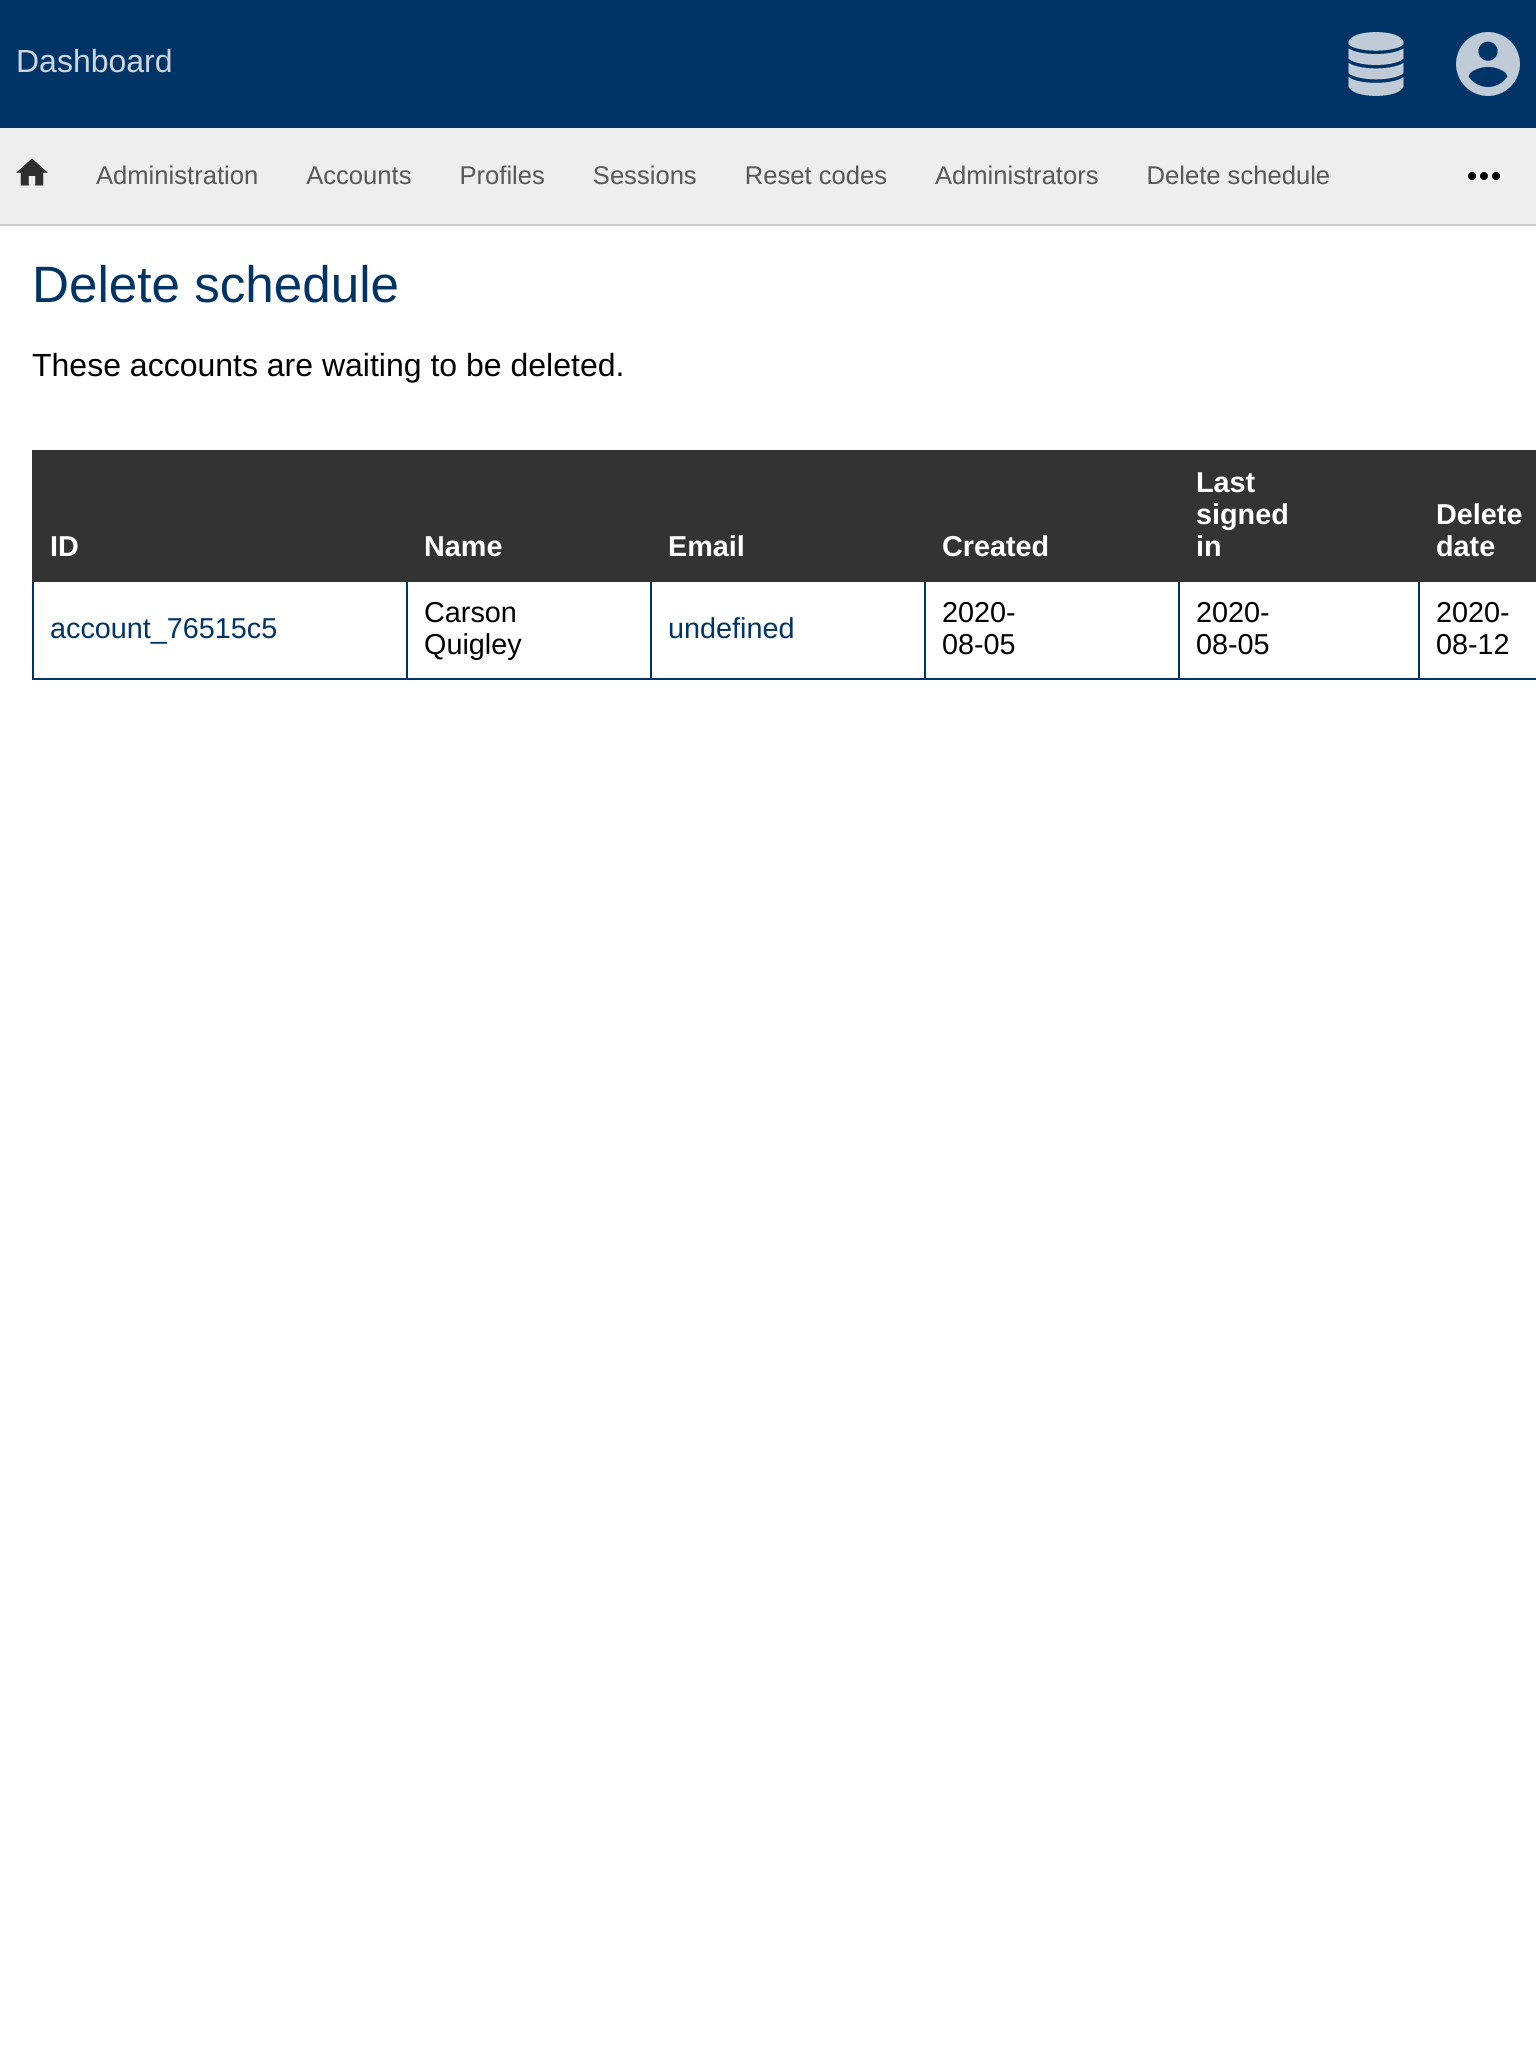 Dashboard
Administration Accounts Profiles Sessions Reset codes Administrators Delete schedule
Delete schedule
These accounts are waiting to be deleted.
ID Name Email Created Last signed in Delete date
account_76515c5 Carson Quigley undefined 2020-08-05 2020-08-05 2020-08-12